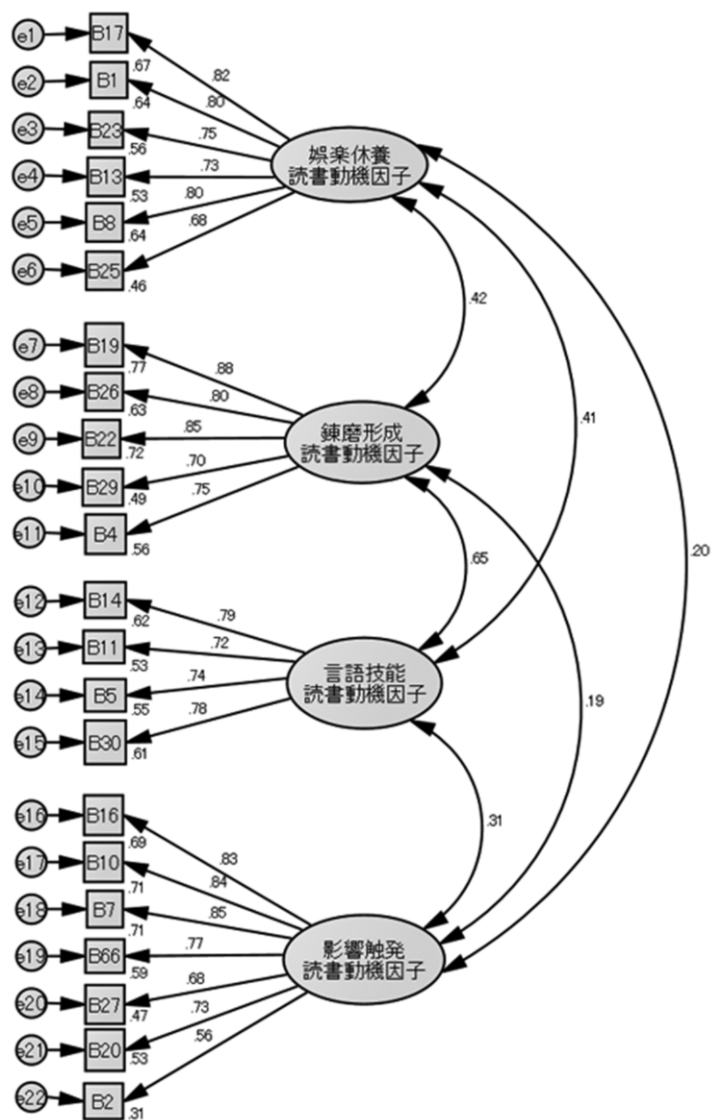 e1
B17
.67
.82
e2
B1
.64
.80
e3
B23
.56
.75
e4
B13
.53
.73
e5
B8
.64
.80
e6
B25
.46
.68
娯楽休養
読書動機因子
.42
.41
.20
e7
B19
.77
.88
e8
B26
.63
.80
e9
B22
.72
.85
e10
B29
.49
.70
e11
B4
.56
.75
錬磨形成
読書動機因子
.65
.19
e12
B14
.62
.79
e13
B11
.53
.72
e14
B5
.55
.74
e15
B30
.61
.78
言語技能
読書動機因子
.31
e16
B16
.69
.83
e17
B10
.71
.84
e18
B7
.71
.85
e19
B66
.59
.77
e20
B27
.47
.68
e21
B20
.53
.73
e22
B2
.31
.56
影響触発
読書動機因子